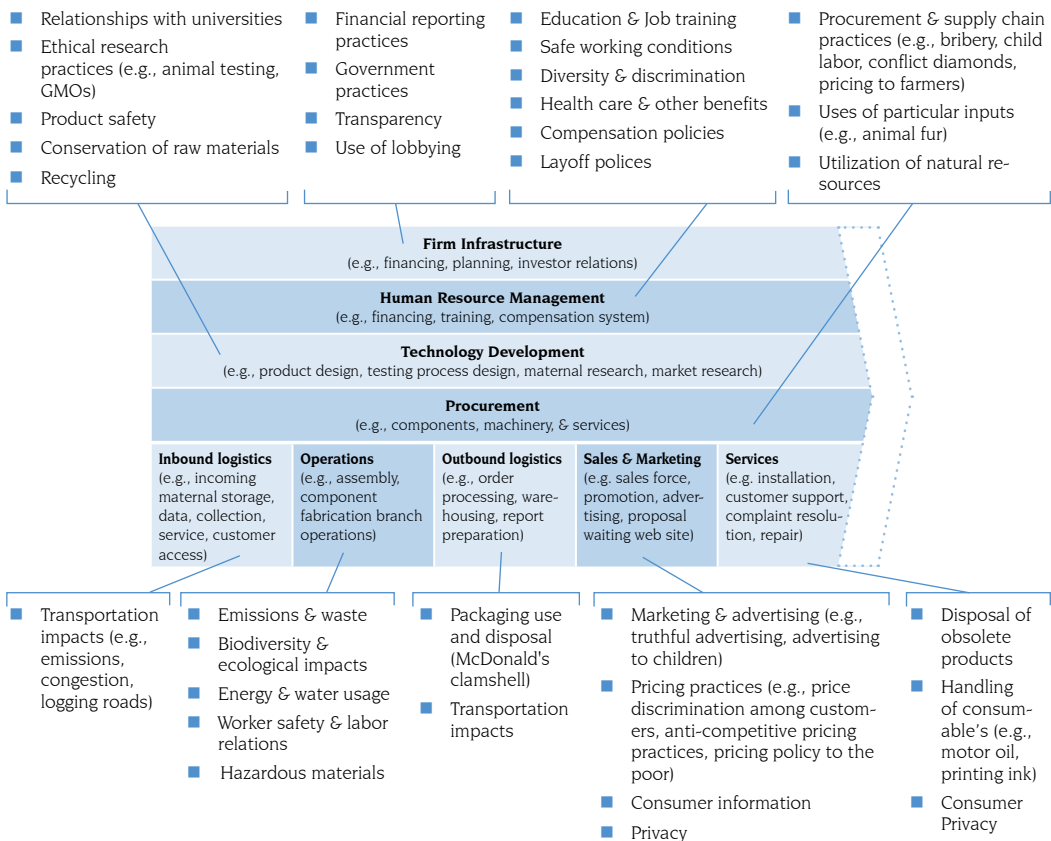 Relationships with universities
Ethical research
practices (e.g., animal testing,
GMOs)
Product safety
Conservation of raw materials
Recycling
Financial reporting
practices
Government
practices
Transparency
Use of lobbying
Education & Job training
Safe working conditions
Diversity & discrimination
Health care & other benefits
Compensation policies
Layoff polices
Procurement & supply chain
practices (e.g., bribery, child
labor, conflict diamonds,
pricing to farmers)
Uses of particular inputs
(e.g., animal fur)
Utilization of natural re-
sources
Firm Infrastructure
(e.g., financing, planning, investor relations)
Human Resource Management
(e.g., financing, training, compensation system)
Technology Development
(e.g., product design, testing process design, maternal research, market research)
Procurement
(e.g., components, machinery, & services)
Inbound logistics
(e.g., incoming
maternal storage,
data, collection,
service, customer
access)
Operations
(e.g., assembly,
component
fabrication branch
operations)
Outbound logistics
(e.g., order
processing, ware-
housing, report
preparation)
Sales & Marketing
(e.g. sales force,
promotion, adver-
tising, proposal
waiting web site)
Services
(e.g. installation,
customer support,
complaint resolu-
tion, repair)
Transportation
impacts (e.g.,
emissions,
congestion,
logging roads)
Emissions & waste
Biodiversity &
ecological impacts
Energy & water usage
Worker safety & labor
relations
Hazardous materials
Packaging use
and disposal
(McDonald's
clamshell)
Transportation
impacts
Marketing & advertising (e.g.,
truthful advertising, advertising
to children)
Pricing practices (e.g., price
discrimination among custom-
ers, anti-competitive pricing
practices, pricing policy to the
poor)
Consumer information
Privacy
Disposal of
obsolete
products
Handling
of consum-
able's (e.g.,
motor oil,
printing ink)
Consumer
Privacy